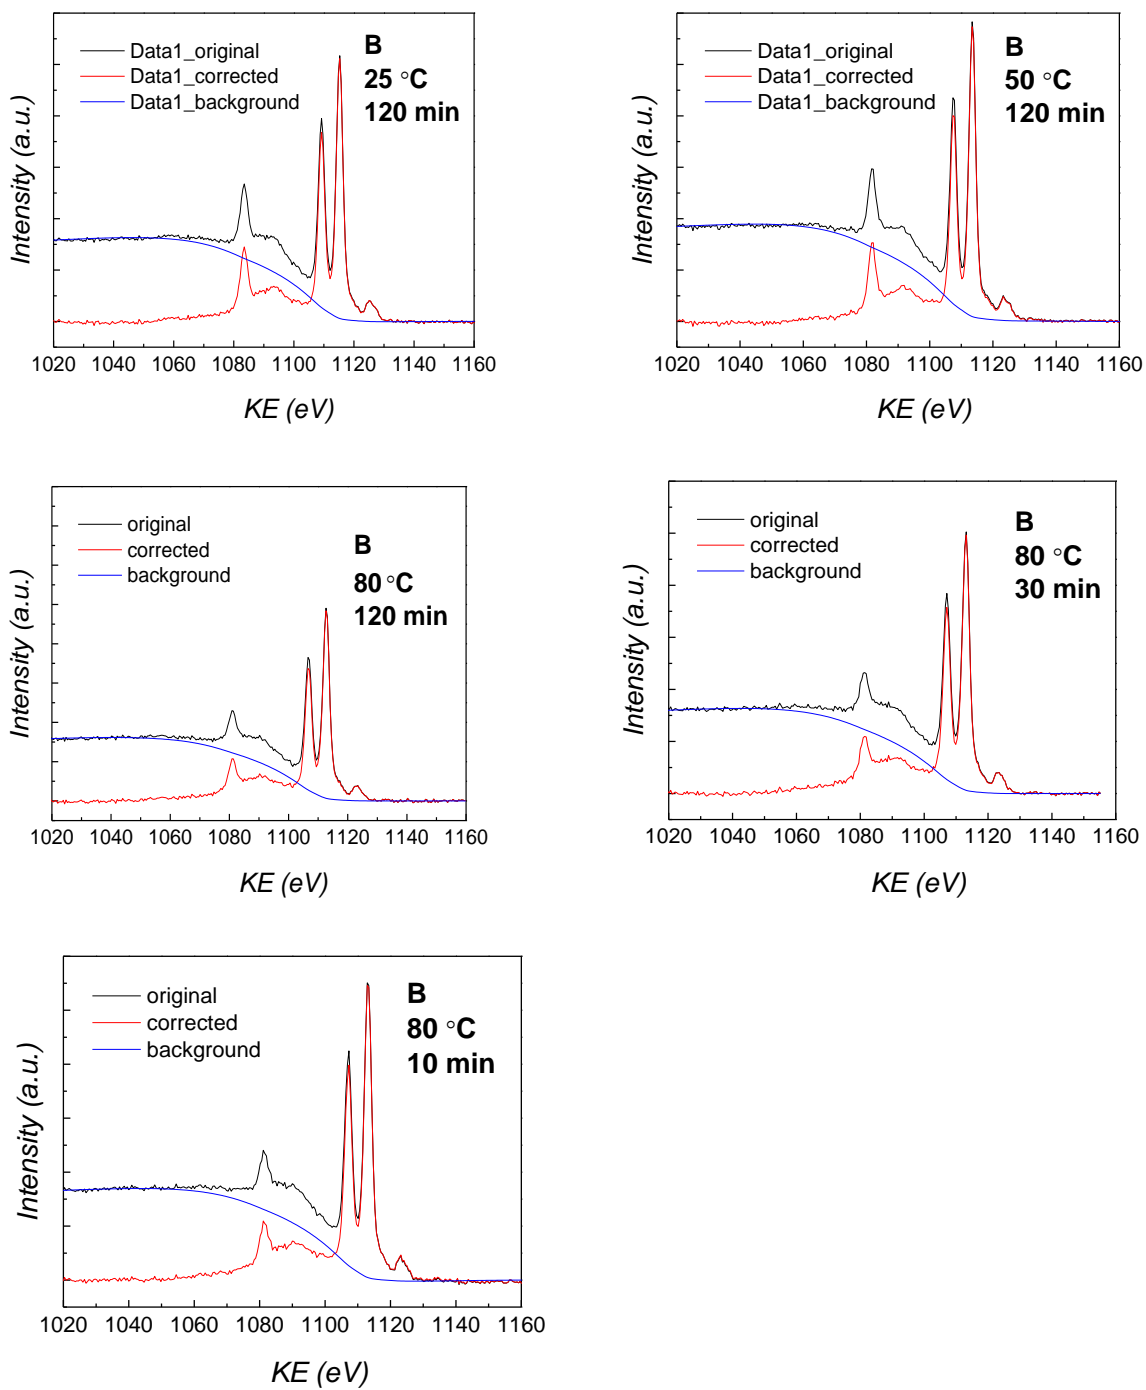 Data1_original
Data1_corrected
Data1_background
B
25 °C
120 min
Intensity (a.u.)
1020 1040 1060 1080 1100 1120 1140 1160
KE (eV)
Data1_original
Data1_corrected
Data1_background
B
50 °C
120 min
Intensity (a.u.)
1020 1040 1060 1080 1100 1120 1140 1160
KE (eV)
original
corrected
background
B
80 °C
120 min
Intensity (a.u.)
1020 1040 1060 1080 1100 1120 1140 1160
KE (eV)
original
corrected
background
B
80 °C
30 min
Intensity (a.u.)
1020 1040 1060 1080 1100 1120 1140 1160
KE (eV)
original
corrected
background
B
80 °C
10 min
Intensity (a.u.)
1020 1040 1060 1080 1100 1120 1140 1160
KE (eV)